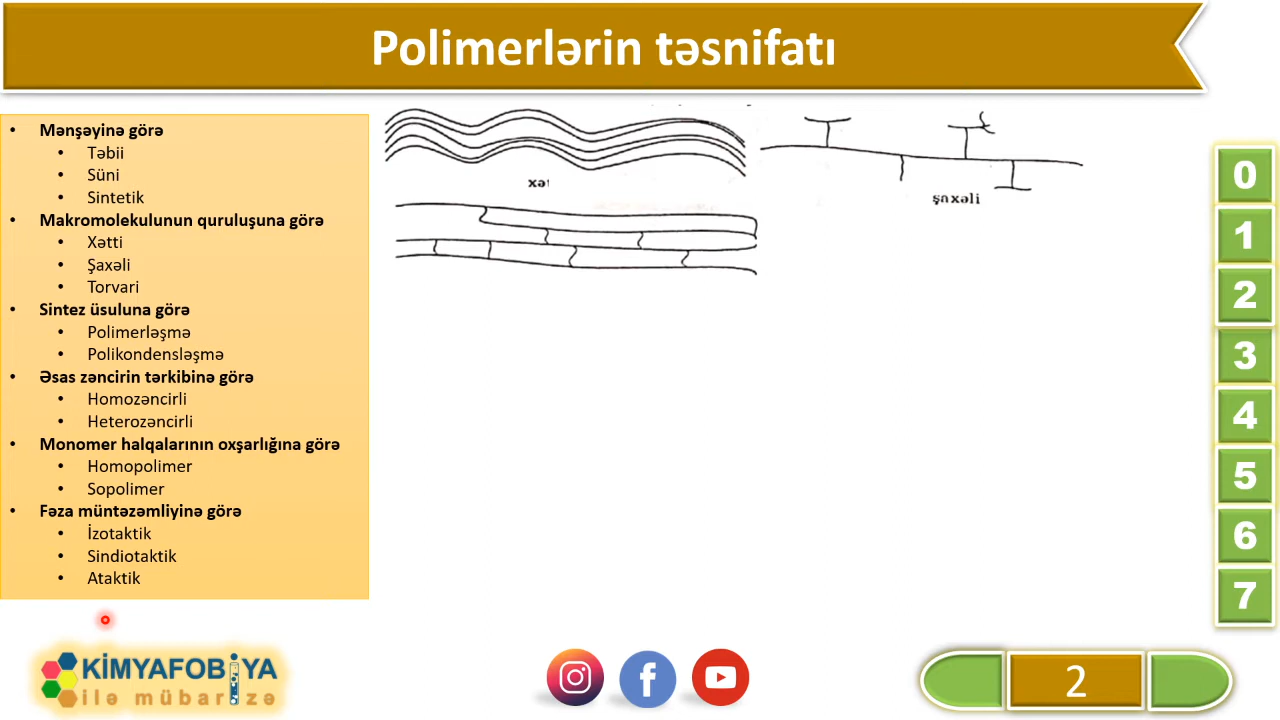 Polimerlərin təsnifatı
• Mənşəyinə görə
• Təbii
• Süni
• Sintetik
• Makromolekulunun quruluşuna görə
• Xətti
• Şaxəli
• Torvari
• Sintez üsuluna görə
• Polimerləşmə
• Polikondensləşmə
• Əsas zəncirin tərkibinə görə
• Homozəncirli
• Heterozəncirli
• Monomer halqalarının oxşarlığına görə
• Homopolimer
• Sopolimer
• Fəza müntəzəmliyinə görə
• İzotaktik
• Sindiotaktik
• Ataktik
şaxəli
0
1
2
3
4
5
6
7
KİMYAFOBİYA
ilə mübarizə
2